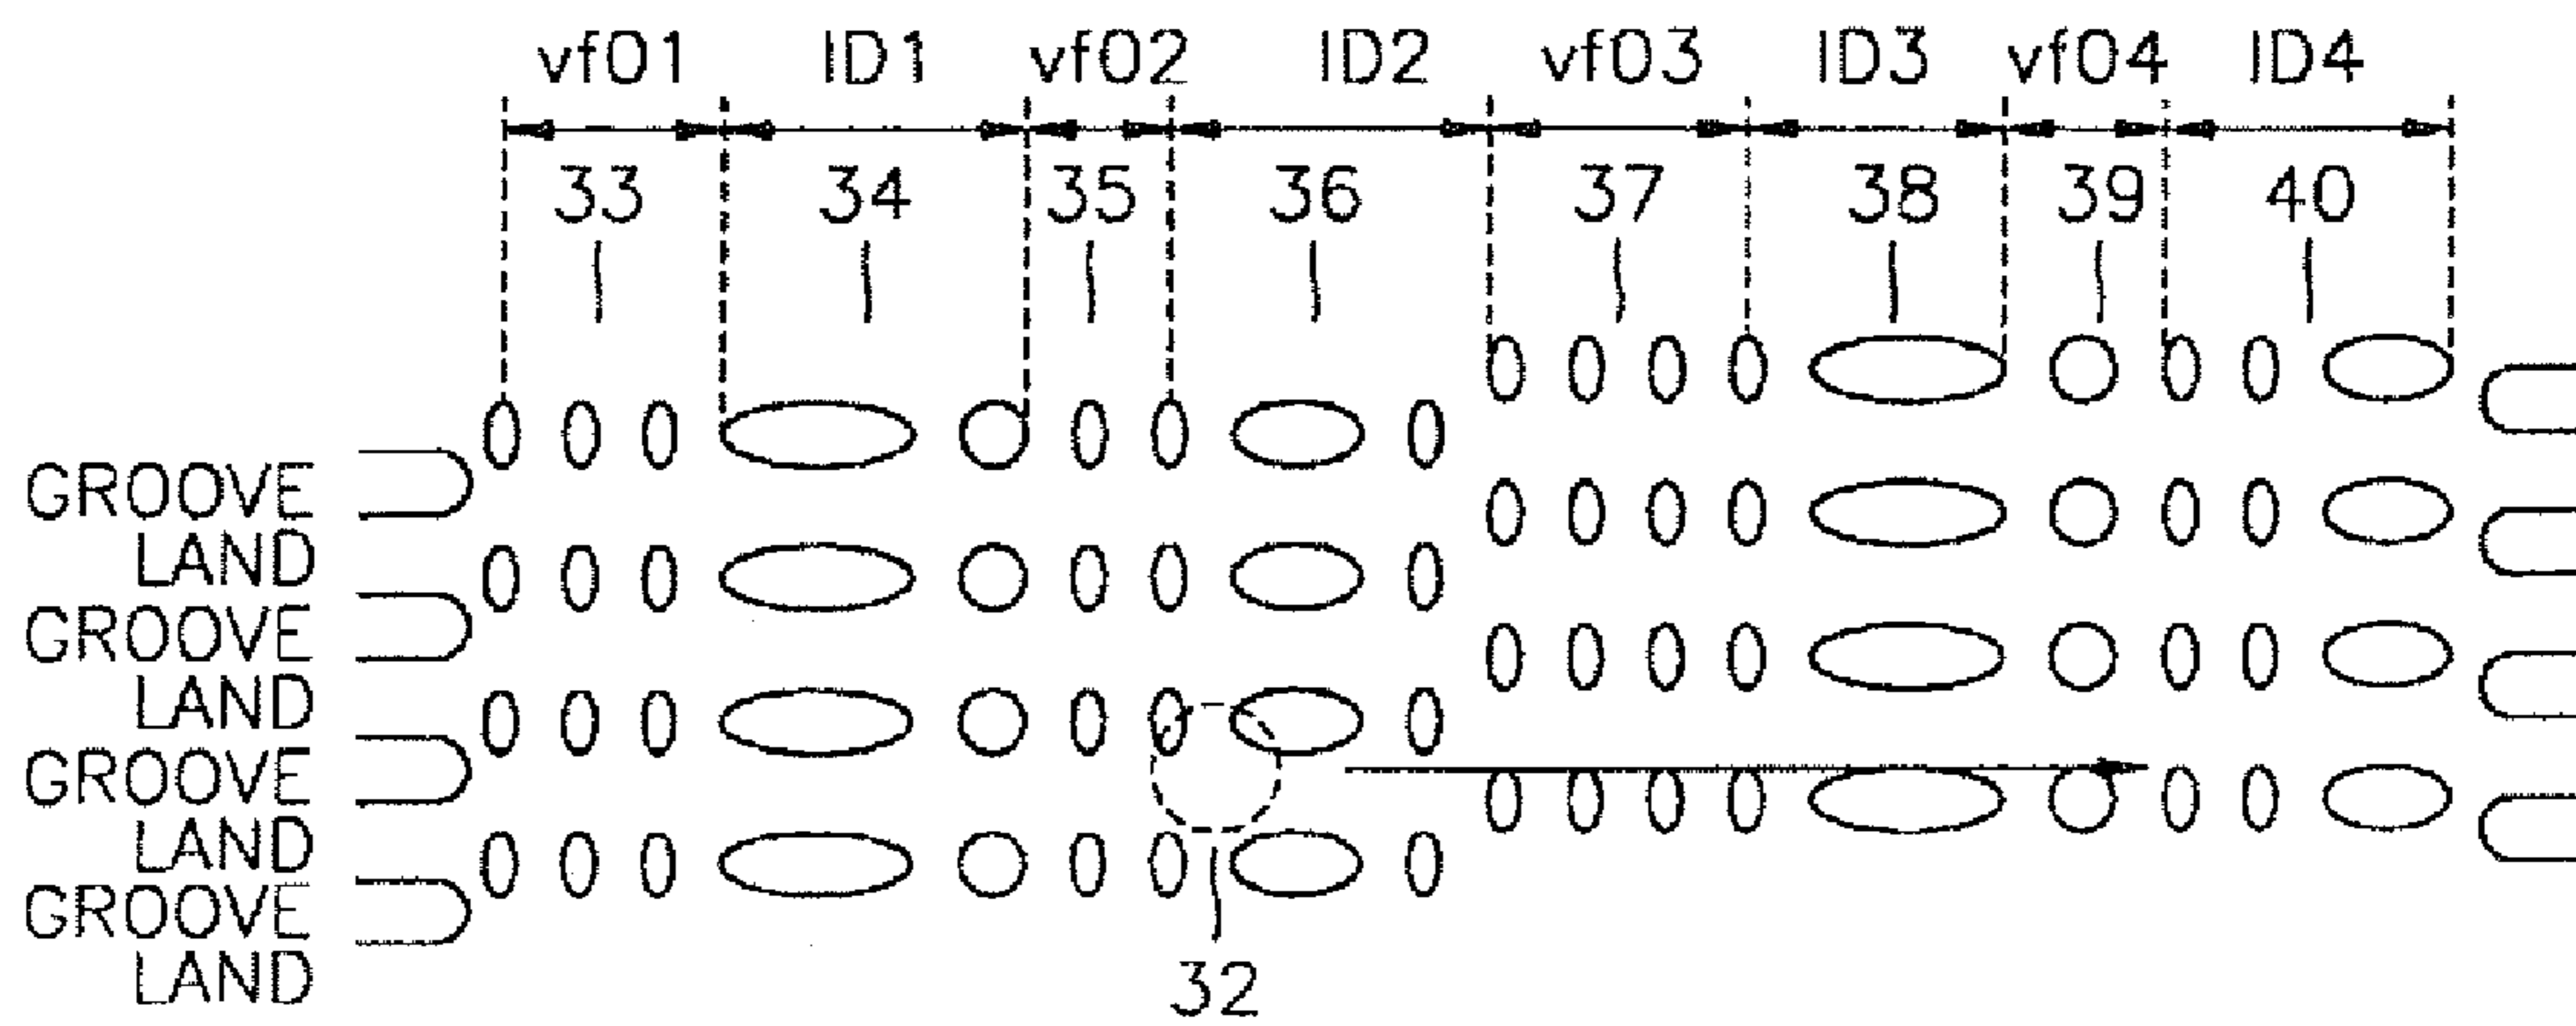 vf01 ID1 vf02 ID2 vf03 ID3 vf04 ID4
33 34 35 36 37 38 39 40
GROOVE
LAND
GROOVE
LAND
GROOVE
LAND
GROOVE
LAND
32